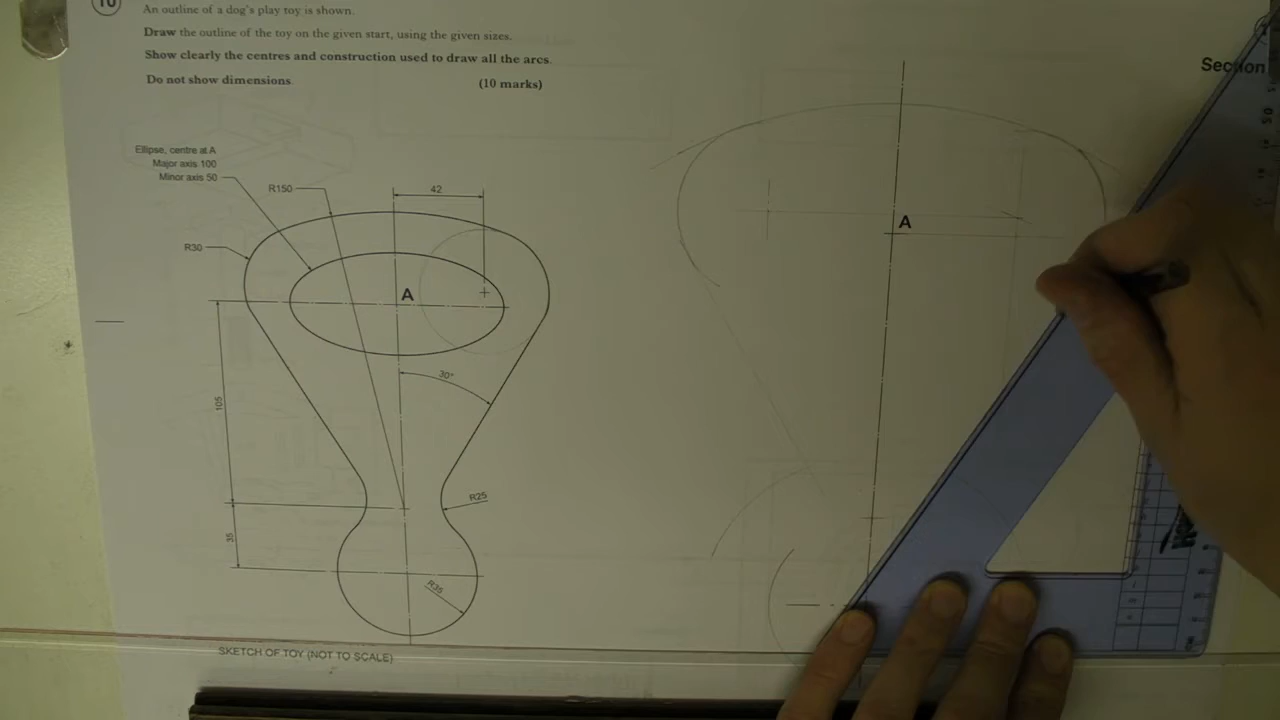 10
An outline of a dog's play toy is shown.
Draw the outline of the toy on the given start, using the given sizes.
Show clearly the centres and construction used to draw all the arcs.
Do not show dimensions.
(10 marks)
Section
Ellipse, centre at A
Major axis 100
Minor axis 50
R150
42
R30
A
A
30°
105
R25
35
R35
SKETCH OF TOY (NOT TO SCALE)